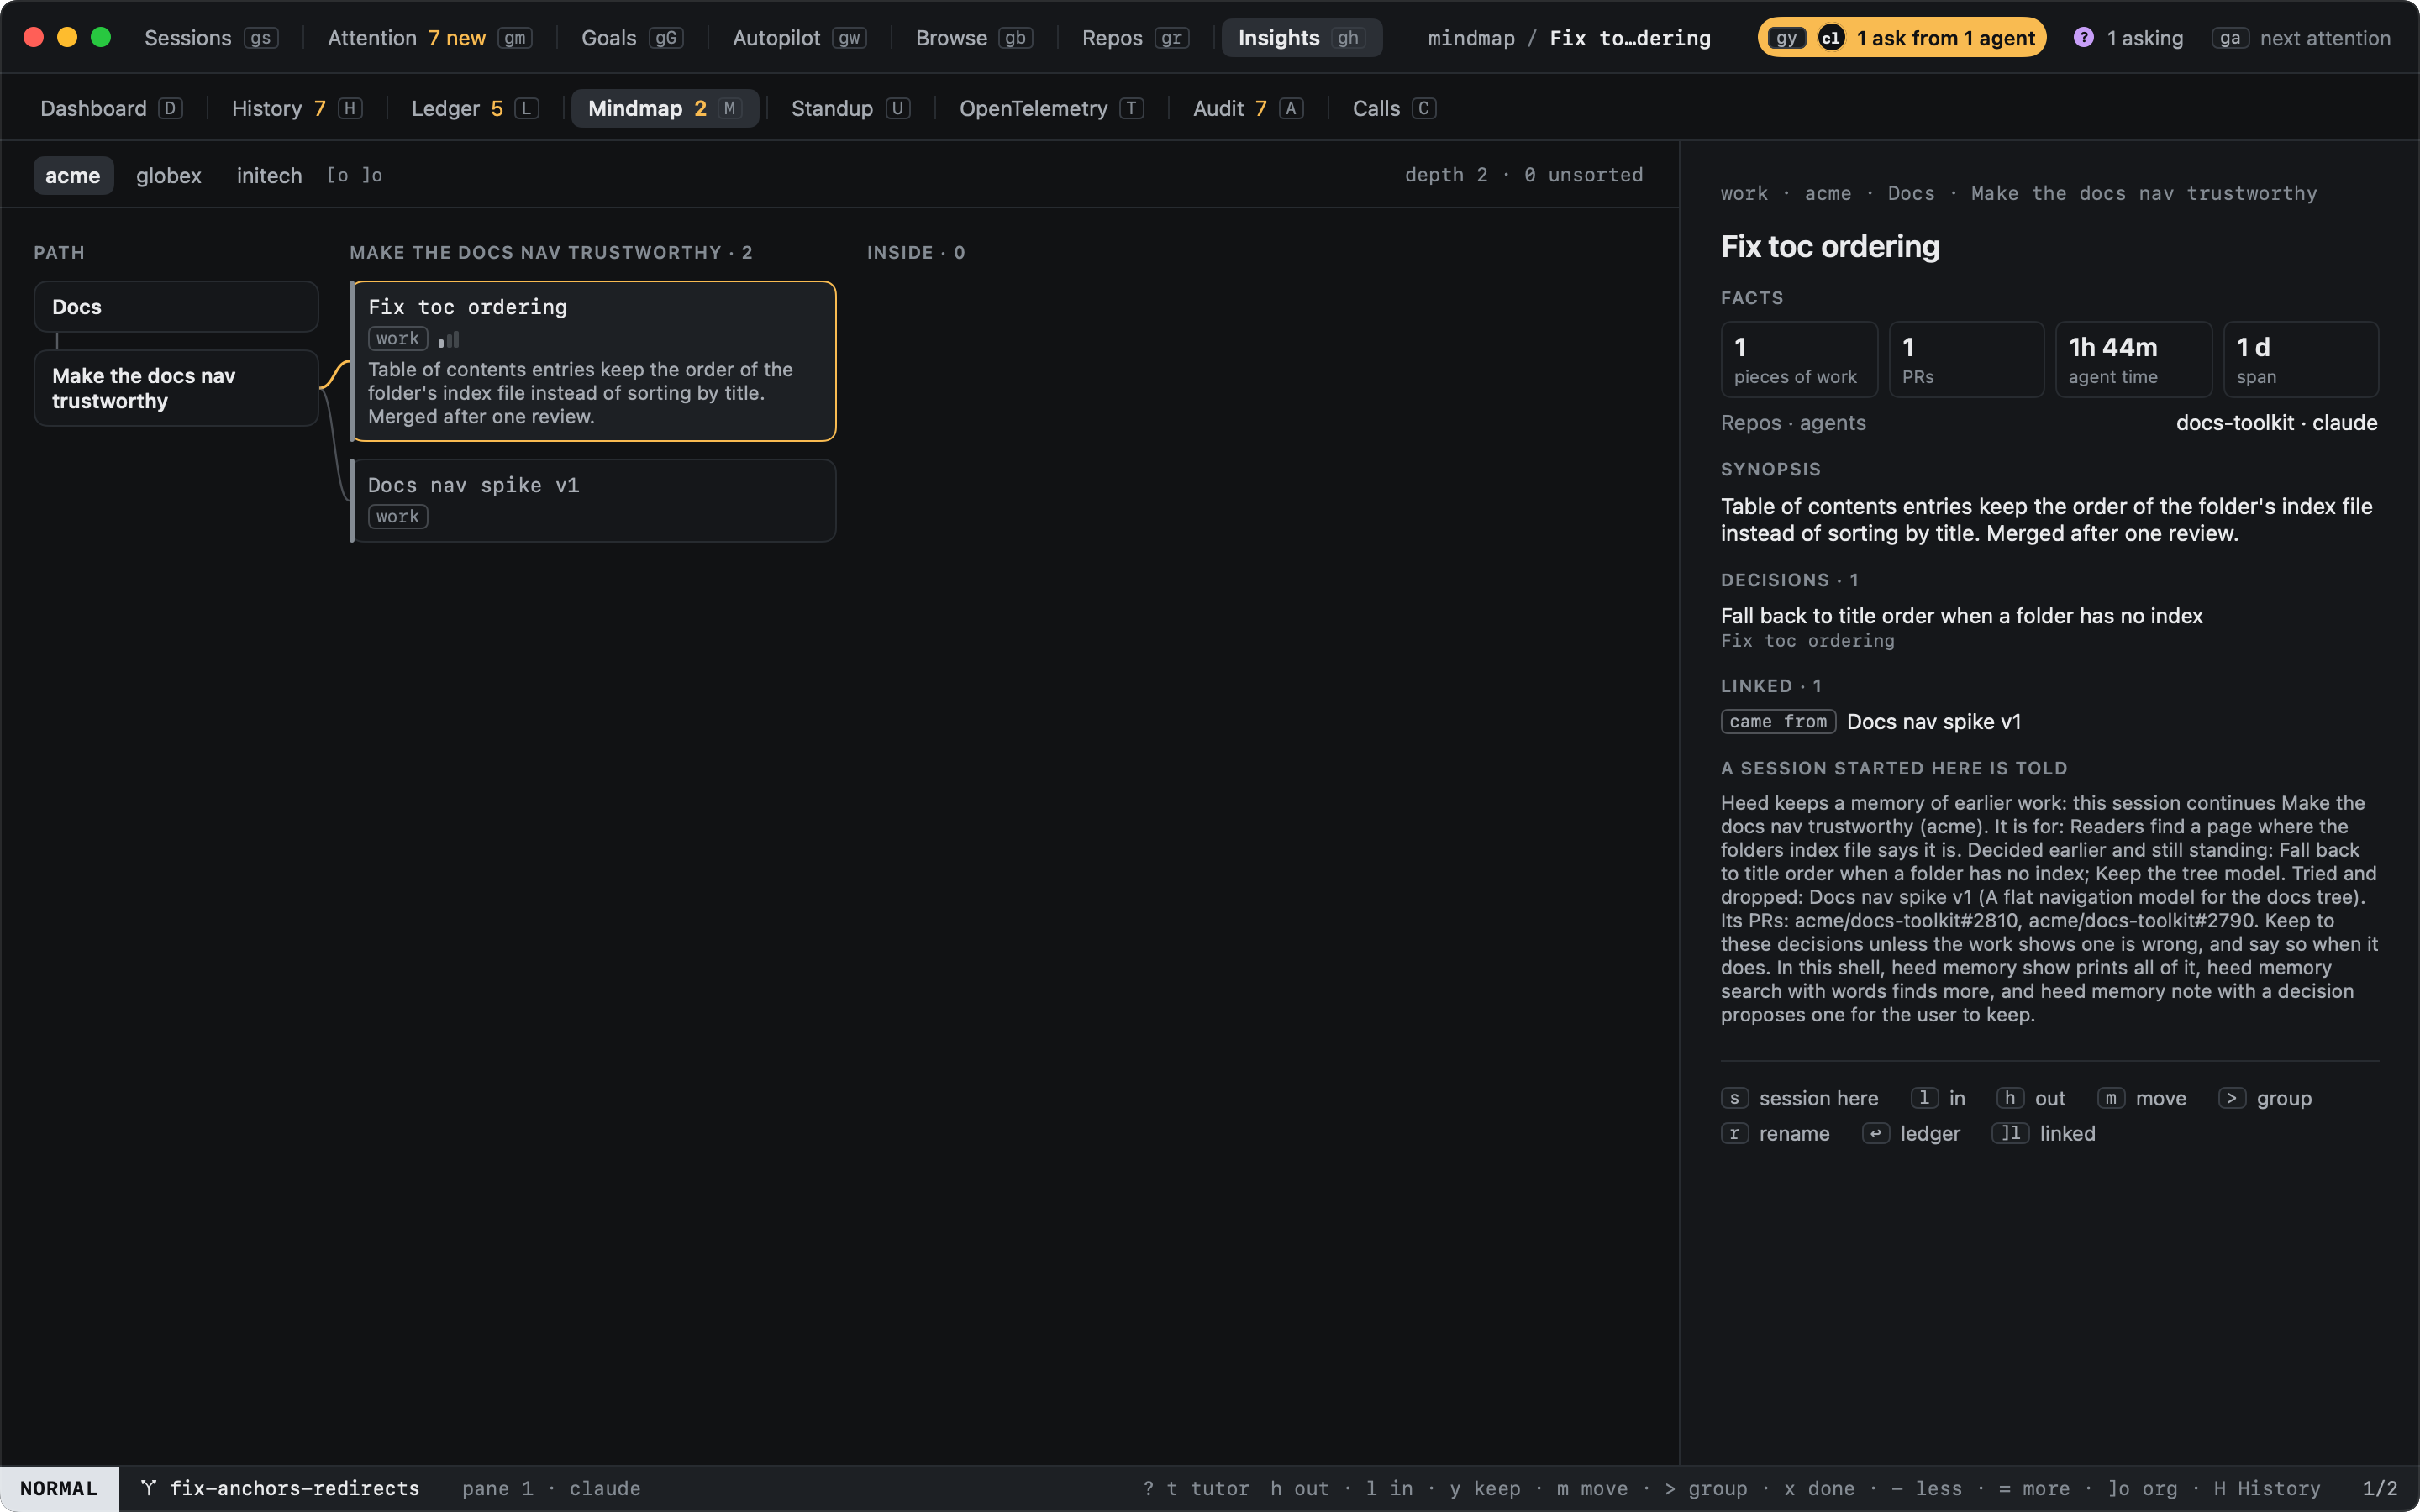 Sessions gs Attention 7 new gm Goals gG Autopilot gw Browse gb Repos gr Insights gh mindmap / Fix to…dering gy cl 1 ask from 1 agent ? 1 asking ga next attention
Dashboard D History 7 H Ledger 5 L Mindmap 2 M Standup U OpenTelemetry T Audit 7 A Calls C
acme globex initech [o ]o depth 2 · 0 unsorted
PATH
Docs
Make the docs nav
trustworthy
MAKE THE DOCS NAV TRUSTWORTHY · 2
Fix toc ordering
work
Table of contents entries keep the order of the
folder's index file instead of sorting by title.
Merged after one review.
Docs nav spike v1
work
INSIDE · 0
work · acme · Docs · Make the docs nav trustworthy
Fix toc ordering
FACTS
1
pieces of work
1
PRs
1h 44m
agent time
1 d
span
Repos · agents docs-toolkit · claude
SYNOPSIS
Table of contents entries keep the order of the folder's index file
instead of sorting by title. Merged after one review.
DECISIONS · 1
Fall back to title order when a folder has no index
Fix toc ordering
LINKED · 1
came from Docs nav spike v1
A SESSION STARTED HERE IS TOLD
Heed keeps a memory of earlier work: this session continues Make the
docs nav trustworthy (acme). It is for: Readers find a page where the
folders index file says it is. Decided earlier and still standing: Fall back
to title order when a folder has no index; Keep the tree model. Tried and
dropped: Docs nav spike v1 (A flat navigation model for the docs tree).
Its PRs: acme/docs-toolkit#2810, acme/docs-toolkit#2790. Keep to
these decisions unless the work shows one is wrong, and say so when it
does. In this shell, heed memory show prints all of it, heed memory
search with words finds more, and heed memory note with a decision
proposes one for the user to keep.
s session here l in h out m move > group
r rename ↩ ledger ]l linked
NORMAL fix-anchors-redirects pane 1 · claude ? t tutor h out · l in · y keep · m move · > group · x done · − less · = more · ]o org · H History 1/2